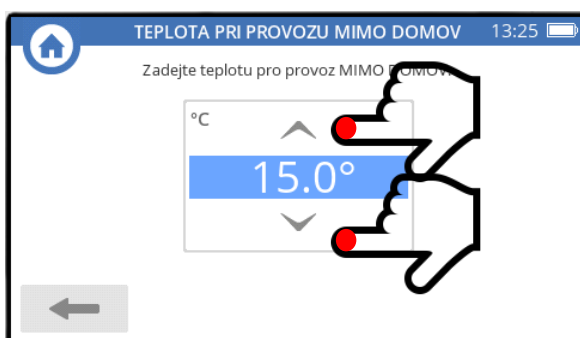 TEPLOTA PRI PROVOZU MIMO DOMOV 13:25
Zadejte teplotu pro provoz MIMO
°C
15.0°